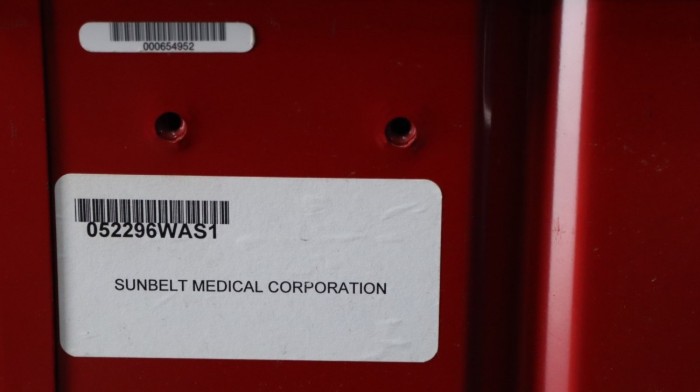 000654952
052296WAS1
SUNBELT MEDICAL CORPORATION